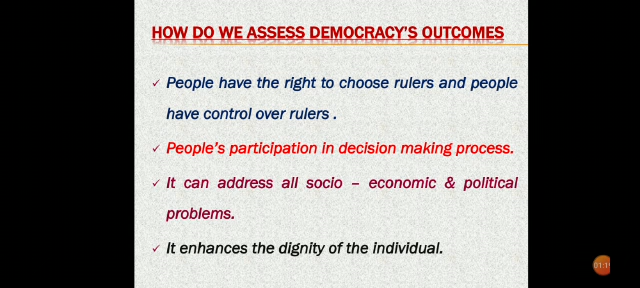 HOW DO WE ASSESS DEMOCRACY'S OUTCOMES
✓ People have the right to choose rulers and people
have control over rulers .
✓ People's participation in decision making process.
✓ It can address all socio – economic & political
problems.
✓ It enhances the dignity of the individual.